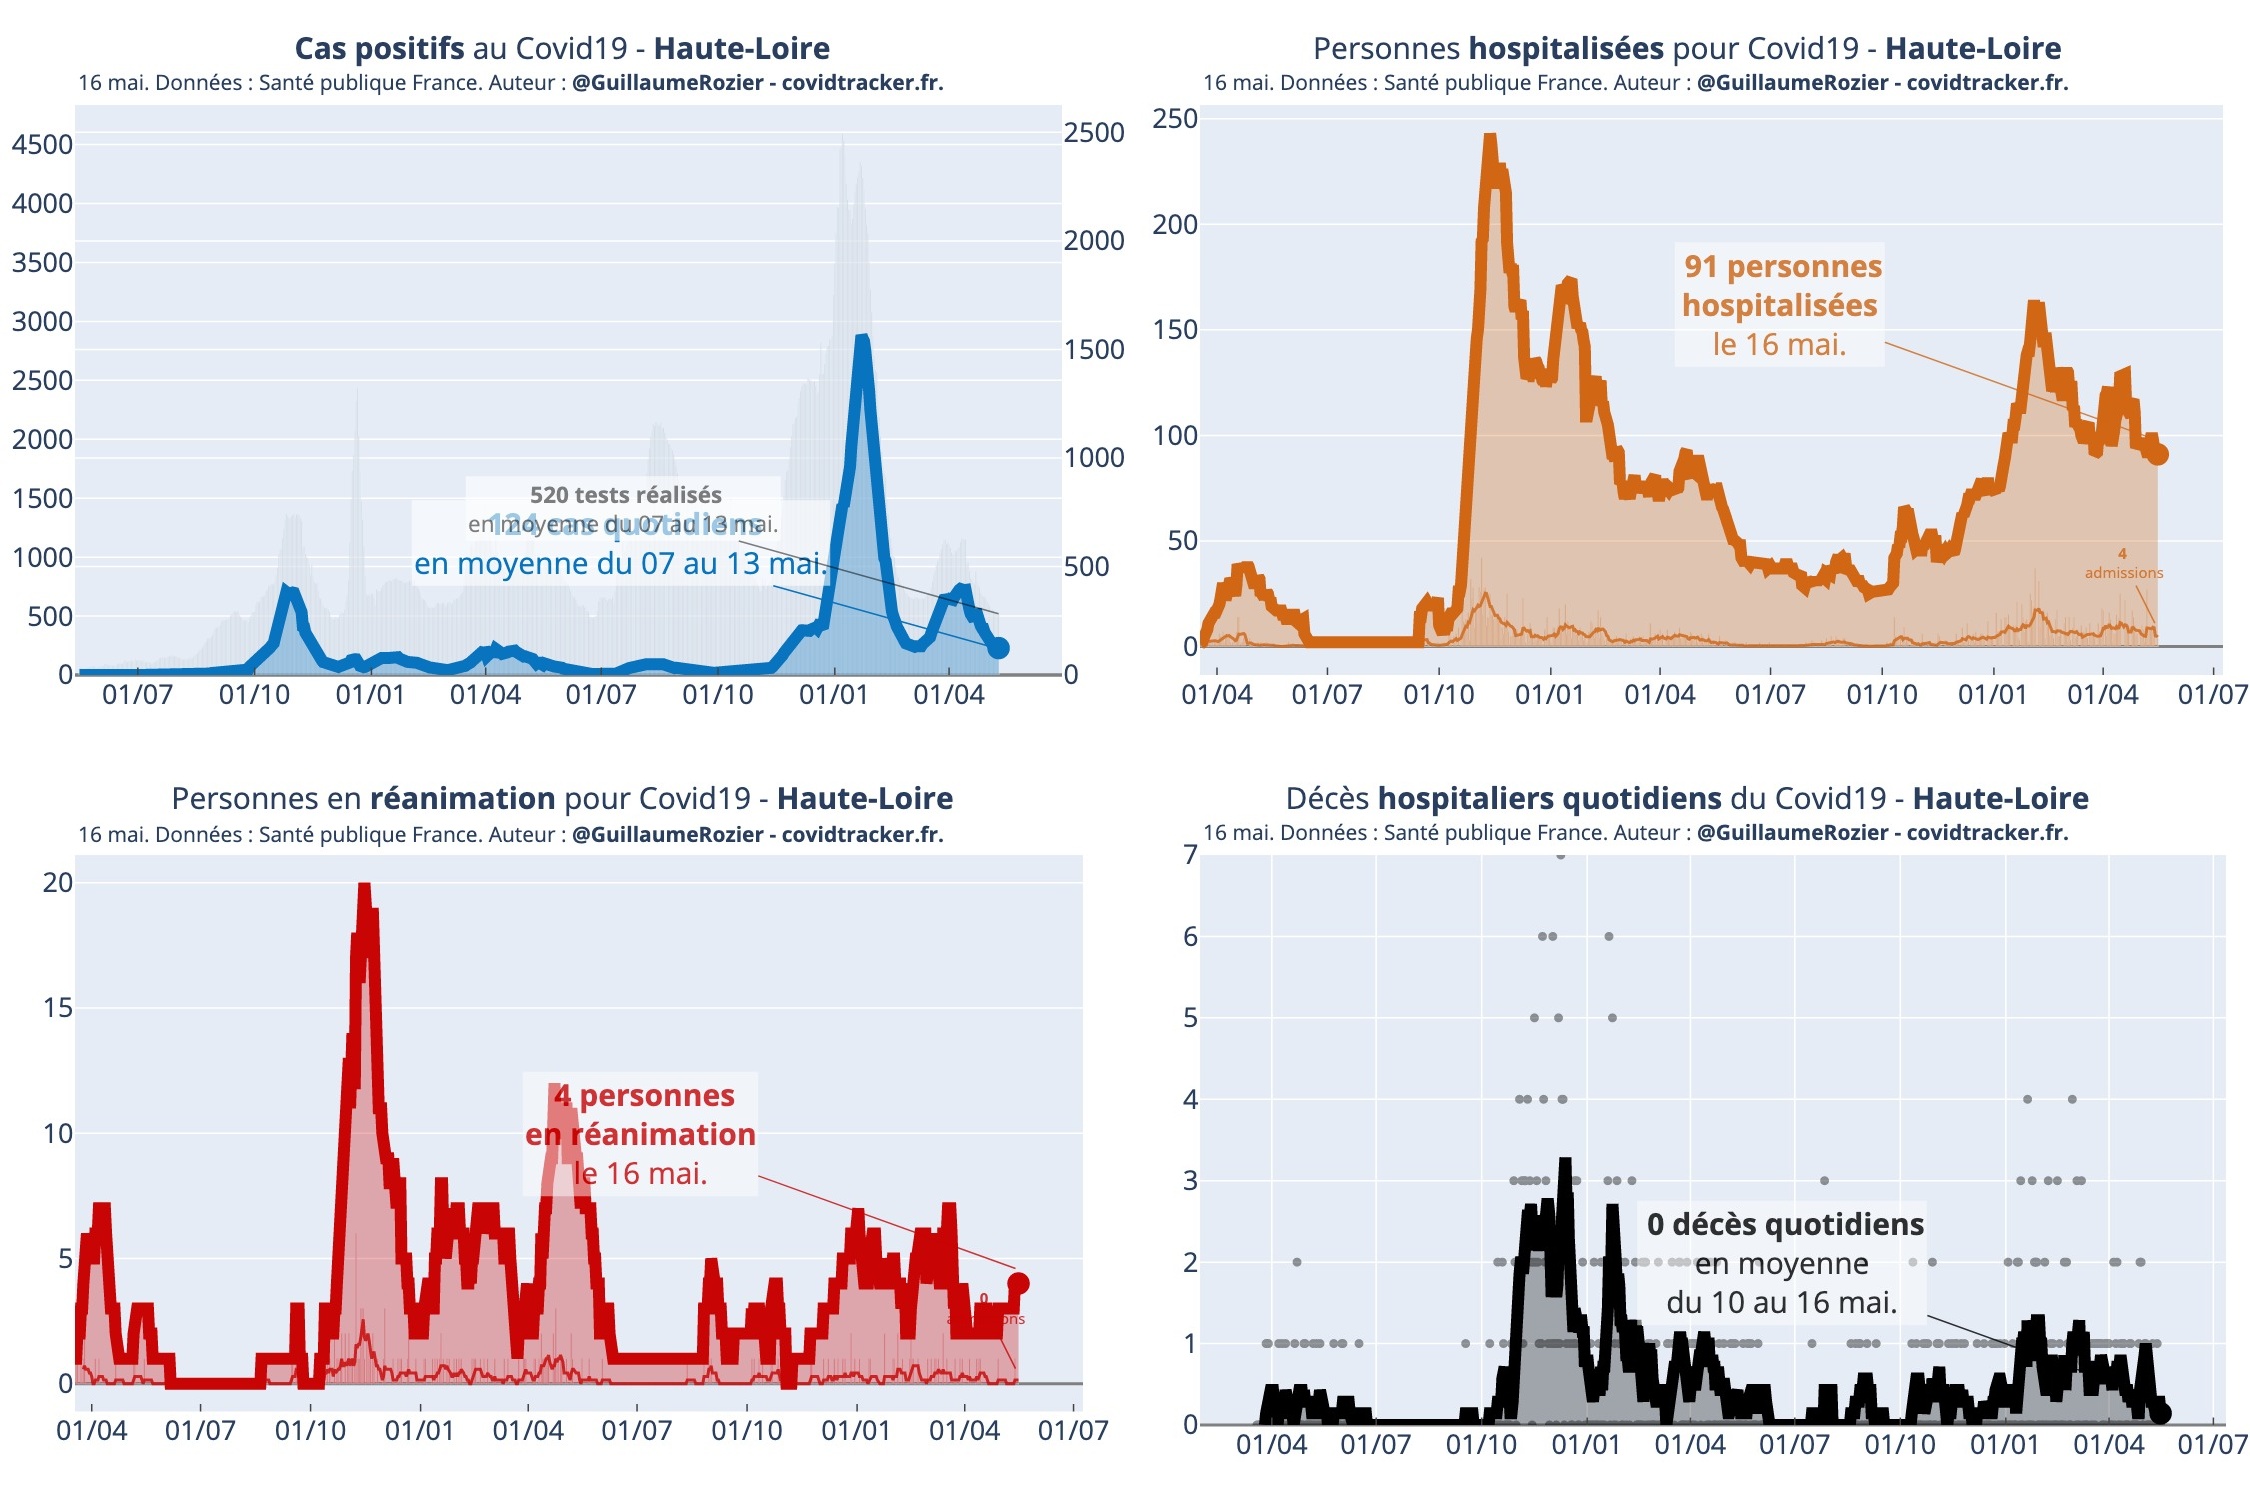 Cas positifs au Covid19 - Haute-Loire
16 mai. Données : Santé publique France. Auteur : @GuillaumeRozier - covidtracker.fr.
4500
4000
3500
3000
2500
2000
1500
1000
500
0
2500
2000
1500
1000
500
0
520 tests réalisés
en moyenne du 07 au 13 mai.
124 cas quotidiens
en moyenne du 07 au 13 mai.
01/07 01/10 01/01 01/04 01/07 01/10 01/01 01/04
Personnes hospitalisées pour Covid19 - Haute-Loire
16 mai. Données : Santé publique France. Auteur : @GuillaumeRozier - covidtracker.fr.
250
200
150
100
50
0
91 personnes
hospitalisées
le 16 mai.
4
admissions
01/04 01/07 01/10 01/01 01/04 01/07 01/10 01/01 01/04 01/07
Personnes en réanimation pour Covid19 - Haute-Loire
16 mai. Données : Santé publique France. Auteur : @GuillaumeRozier - covidtracker.fr.
20
15
10
5
0
4 personnes
en réanimation
le 16 mai.
0
01/04 01/07 01/10 01/01 01/04 01/07 01/10 01/01 01/04 01/07
Décès hospitaliers quotidiens du Covid19 - Haute-Loire
16 mai. Données : Santé publique France. Auteur : @GuillaumeRozier - covidtracker.fr.
7
6
5
4
3
2
1
0
0 décès quotidiens
en moyenne
du 10 au 16 mai.
01/04 01/07 01/10 01/01 01/04 01/07 01/10 01/01 01/04 01/07